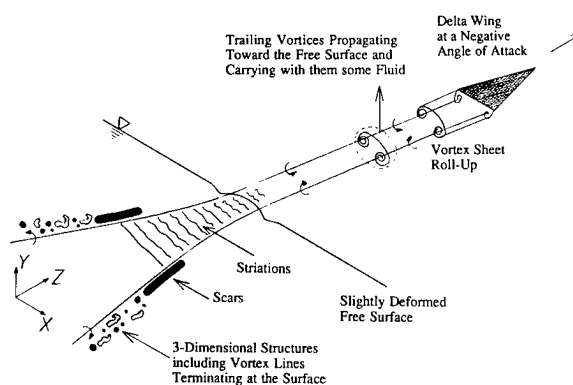 Trailing Vortices Propagating
Toward the Free Surface and
Carrying with them some Fluid
Delta Wing
at a Negative
Angle of Attack
Vortex Sheet
Roll-Up
Striations
Scars
Slightly Deformed
Free Surface
Y
Z
X
3-Dimensional Structures
including Vortex Lines
Terminating at the Surface